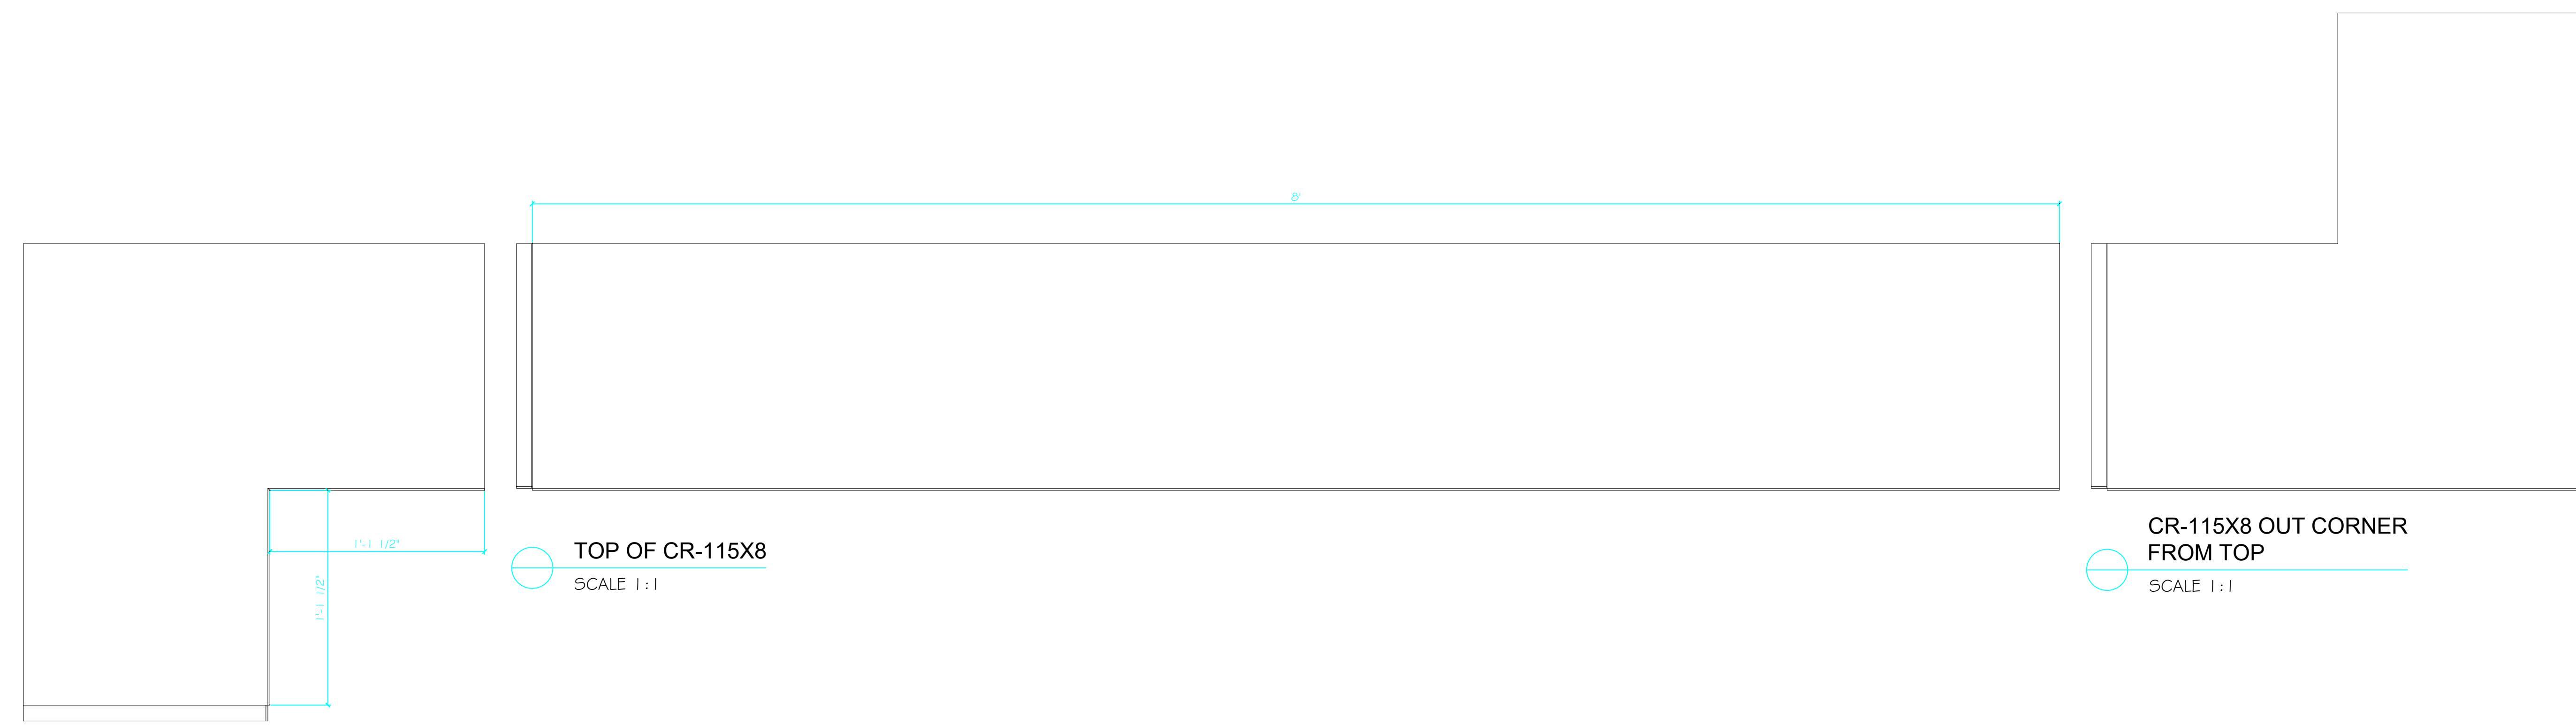 8'
1'-1 1/2"
1'-1 1/2"
TOP OF CR-115X8
SCALE 1:1
CR-115X8 OUT CORNER
FROM TOP
SCALE 1:1